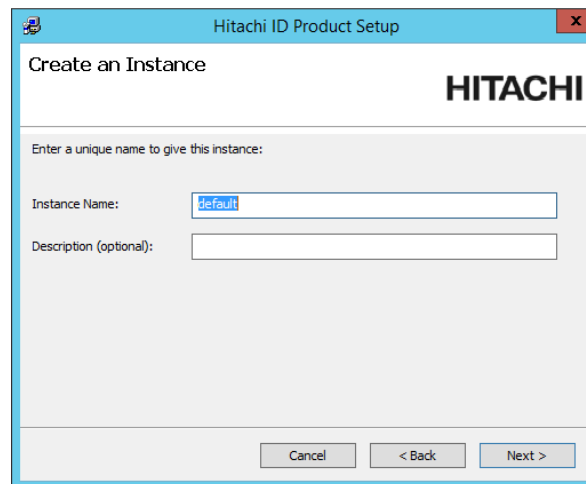 Hitachi ID Product Setup
x
Create an Instance
HITACHI
Enter a unique name to give this instance:
Instance Name:
default
Description (optional):
Cancel
< Back
Next >